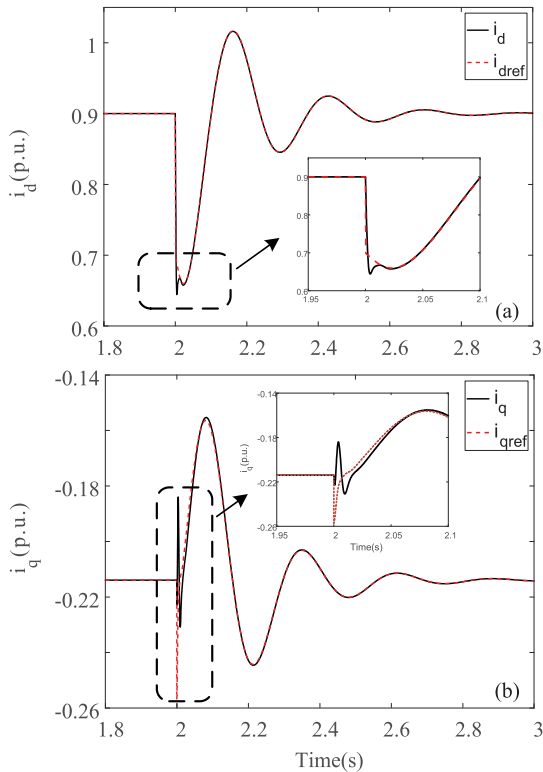 1
i_d
i_dref
0.9
i_d(p.u.)
0.9
0.8
0.8
0.7
0.7
0.6
1.95 2 2.05 2.1
(a)
0.6
1.8 2 2.2 2.4 2.6 2.8 3
-0.14
-0.14
i_q
i_qref
-0.18
-0.18
i_q(p.u.)
-0.22
i_q(p.u.)
-0.26
1.95 2 2.05 2.1
Time(s)
-0.22
(b)
-0.26
1.8 2 2.2 2.4 2.6 2.8 3
Time(s)